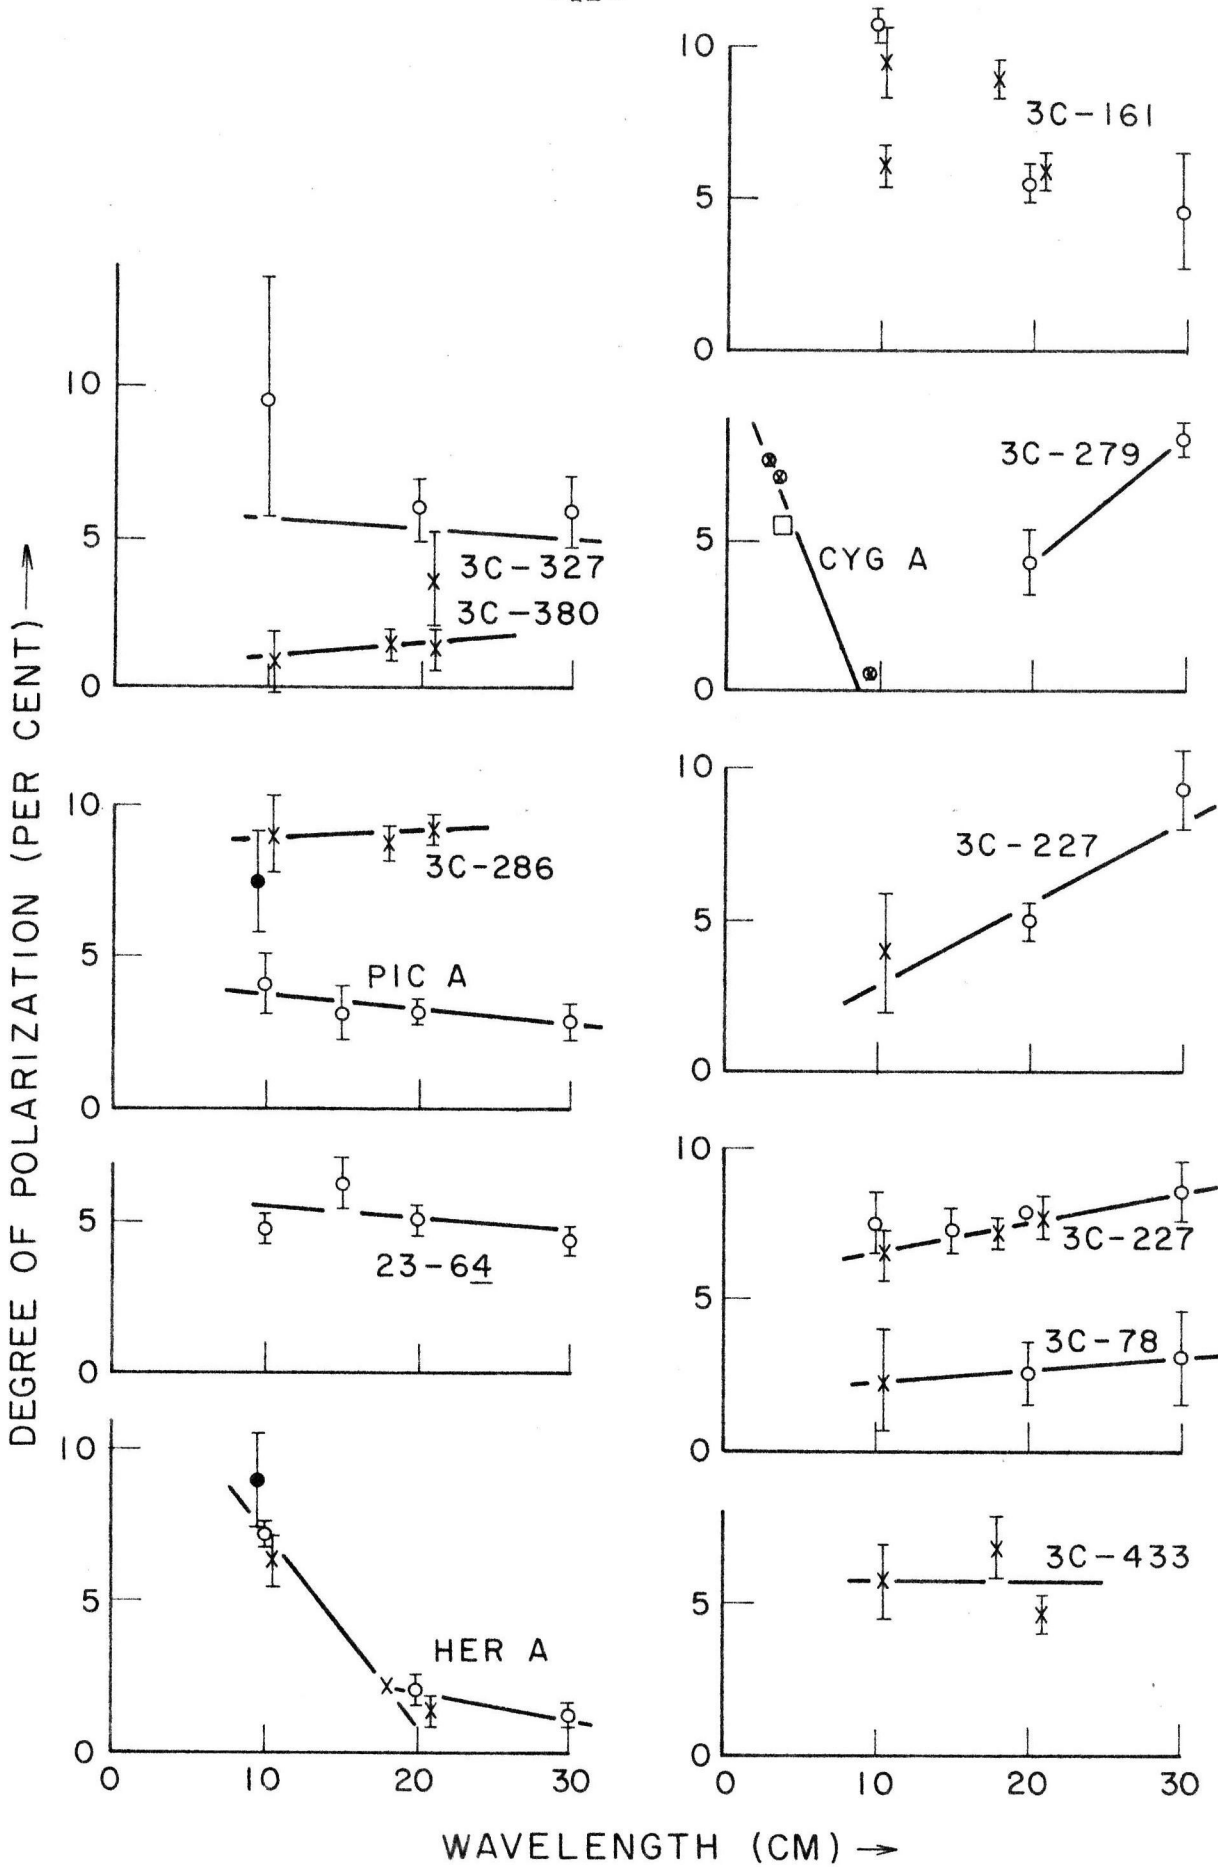 10
3C-161
5
0
10
5
3C-327
3C-380
0
3C-279
5
CYG A
0
10
3C-286
5
PIC A
0
10
3C-227
5
0
5
23-64
0
10
3C-227
5
3C-78
0
10
5
HER A
0
0 10 20 30
3C-433
5
0
0 10 20 30
DEGREE OF POLARIZATION (PER CENT) →
WAVELENGTH (CM) →